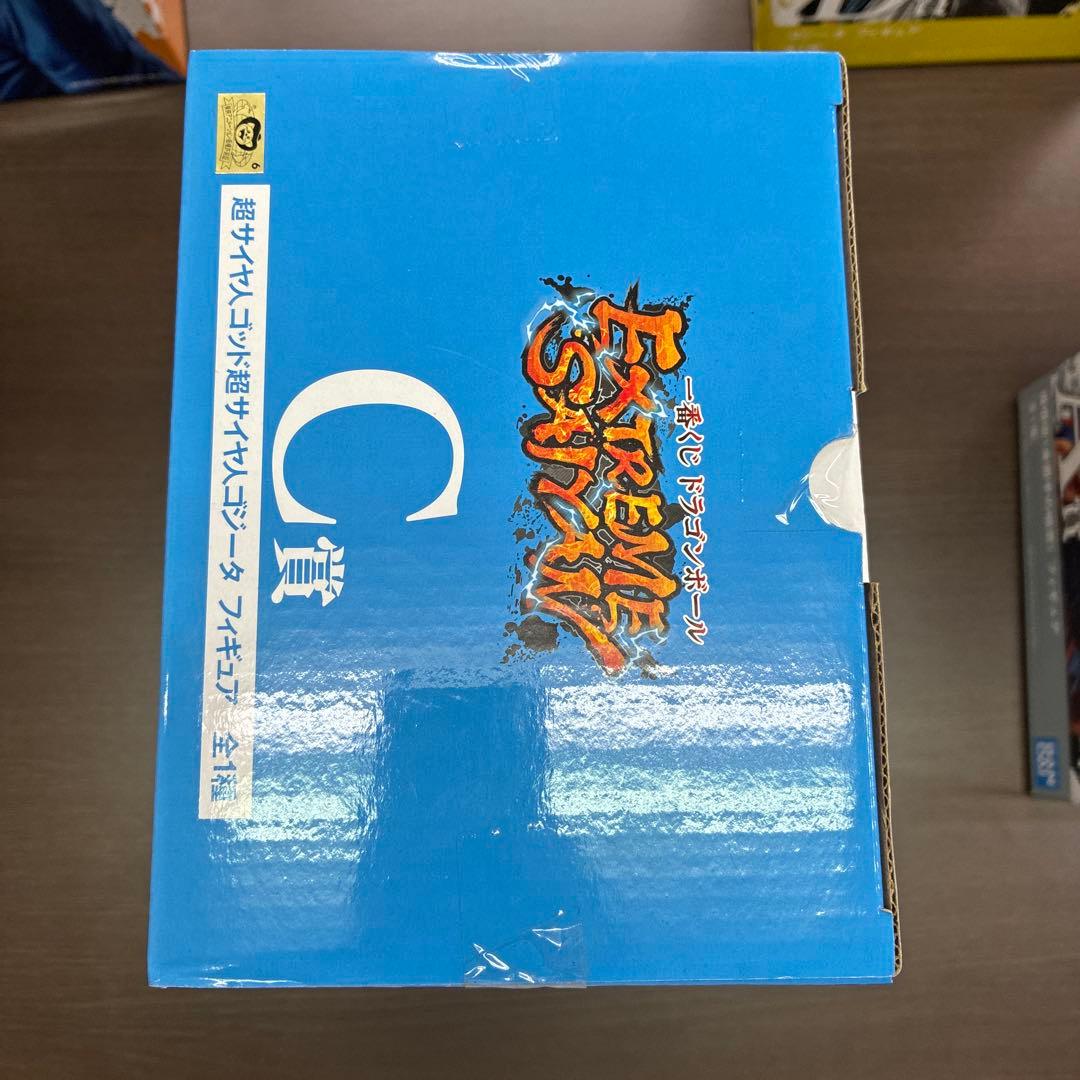 一番くじ ドラゴンボール
EXTREME
SAIYAN
C賞
超サイヤ人ゴッド超サイヤ人ゴジータ フィギュア 全1種
6